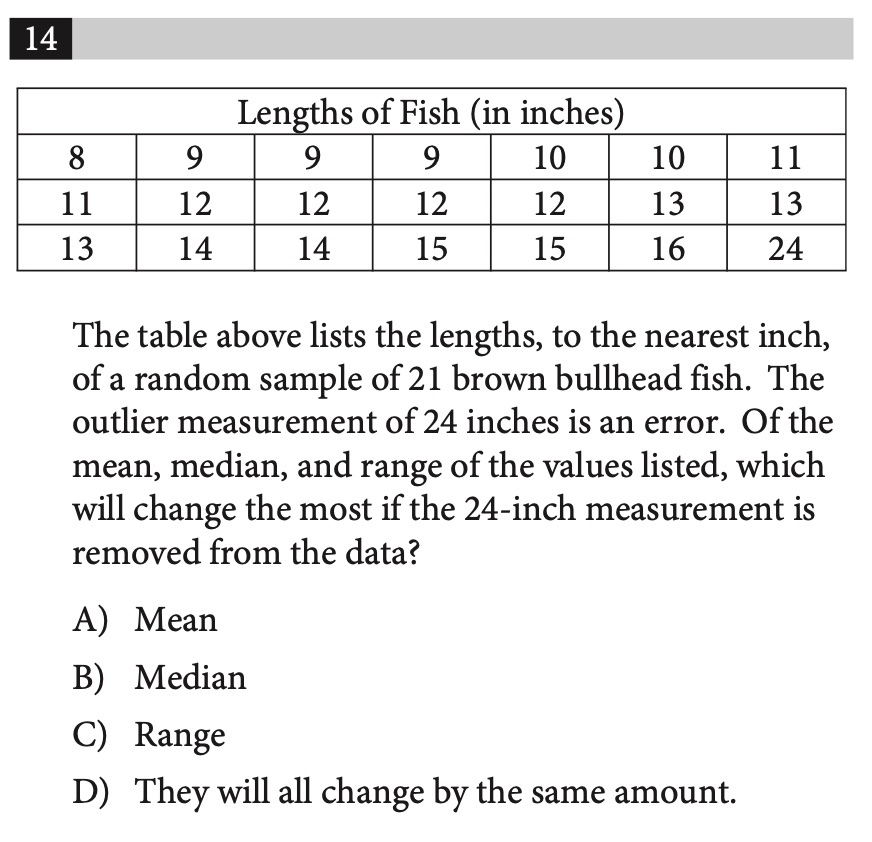 14
Lengths of Fish (in inches)
8 9 9 9 10 10 11
11 12 12 12 12 13 13
13 14 14 15 15 16 24
The table above lists the lengths, to the nearest inch,
of a random sample of 21 brown bullhead fish. The
outlier measurement of 24 inches is an error. Of the
mean, median, and range of the values listed, which
will change the most if the 24-inch measurement is
removed from the data?
A) Mean
B) Median
C) Range
D) They will all change by the same amount.